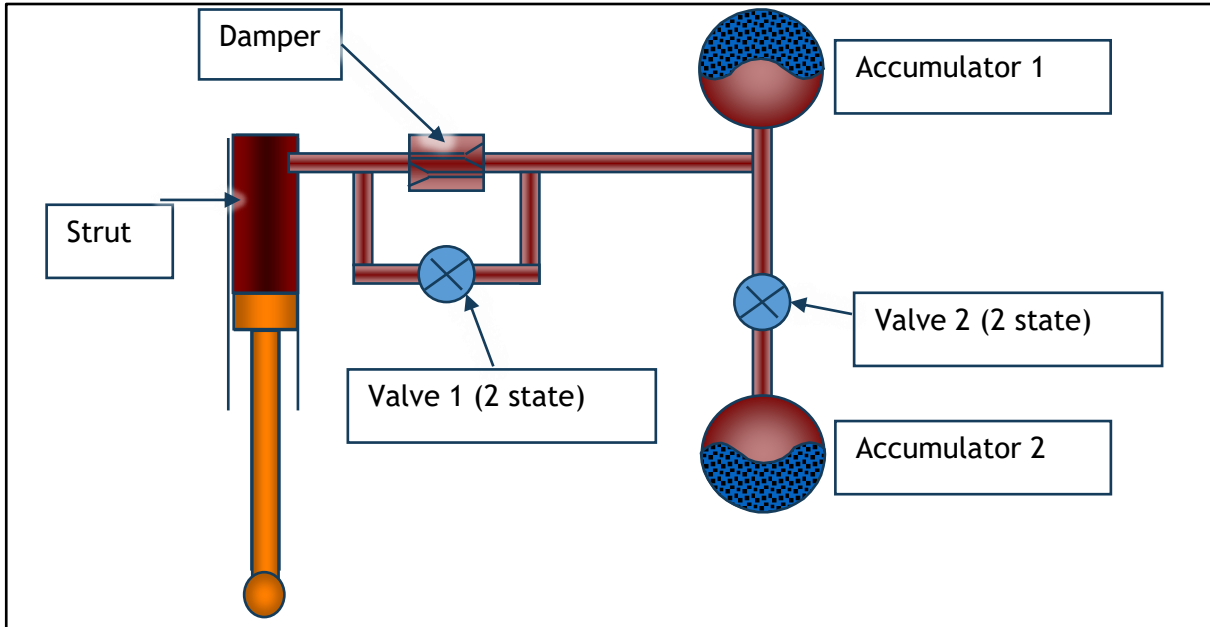 Damper
Accumulator 1
Strut
Valve 2 (2 state)
Valve 1 (2 state)
Accumulator 2